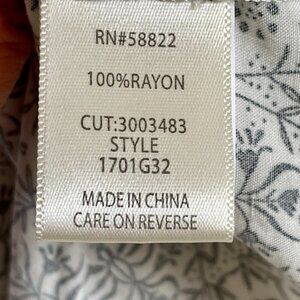 RN#58822
100%RAYON
CUT:3003483
STYLE
1701G32
MADE IN CHINA
CARE ON REVERSE